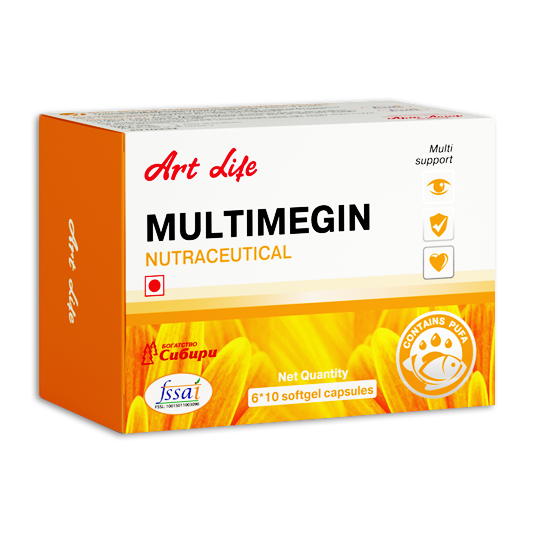 Art Life
Multi
support
MULTIMEGIN
NUTRACEUTICAL
Art Life
CONTAINS PUFA
БОГАТСТВО
Сибири
fssai
Net Quantity
6*10 softgel capsules